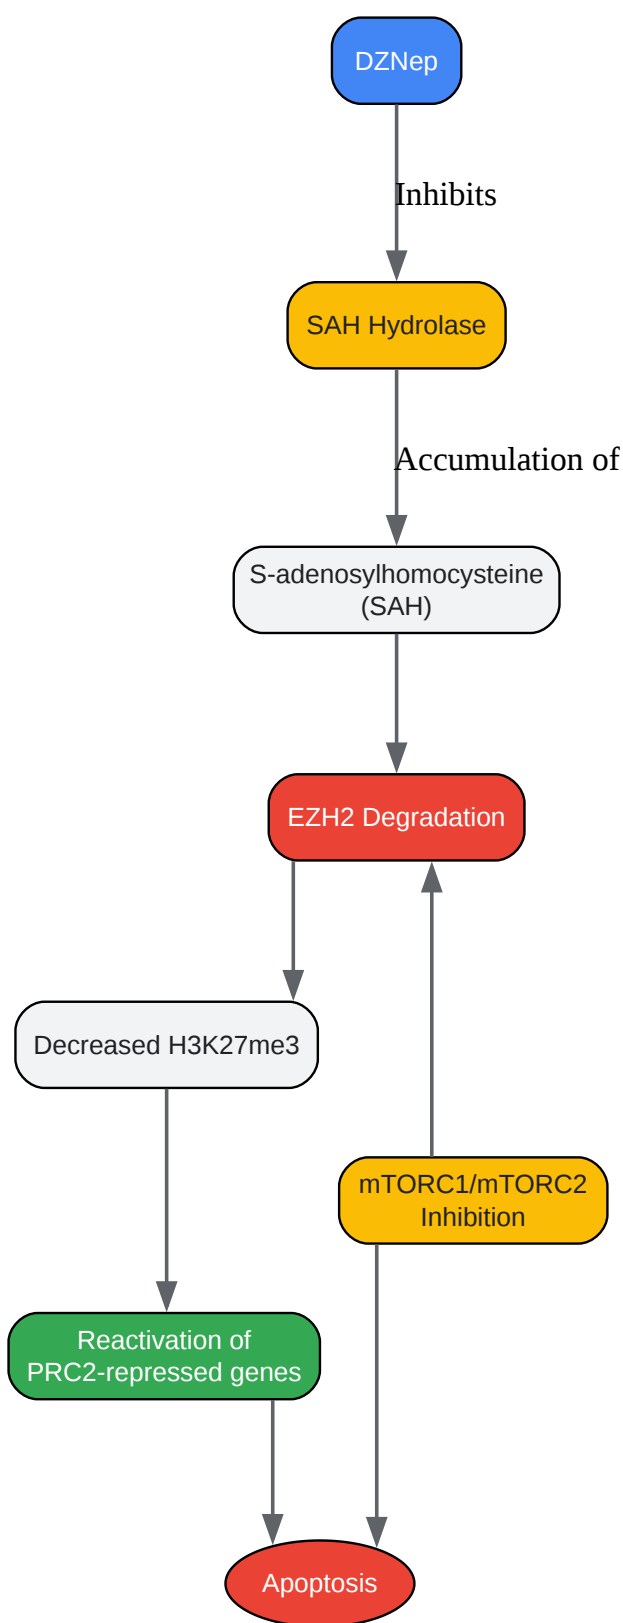 DZNep
Inhibits
SAH Hydrolase
Accumulation of
S-adenosylhomocysteine
(SAH)
EZH2 Degradation
Decreased H3K27me3
mTORC1/mTORC2
Inhibition
Reactivation of
PRC2-repressed genes
Apoptosis